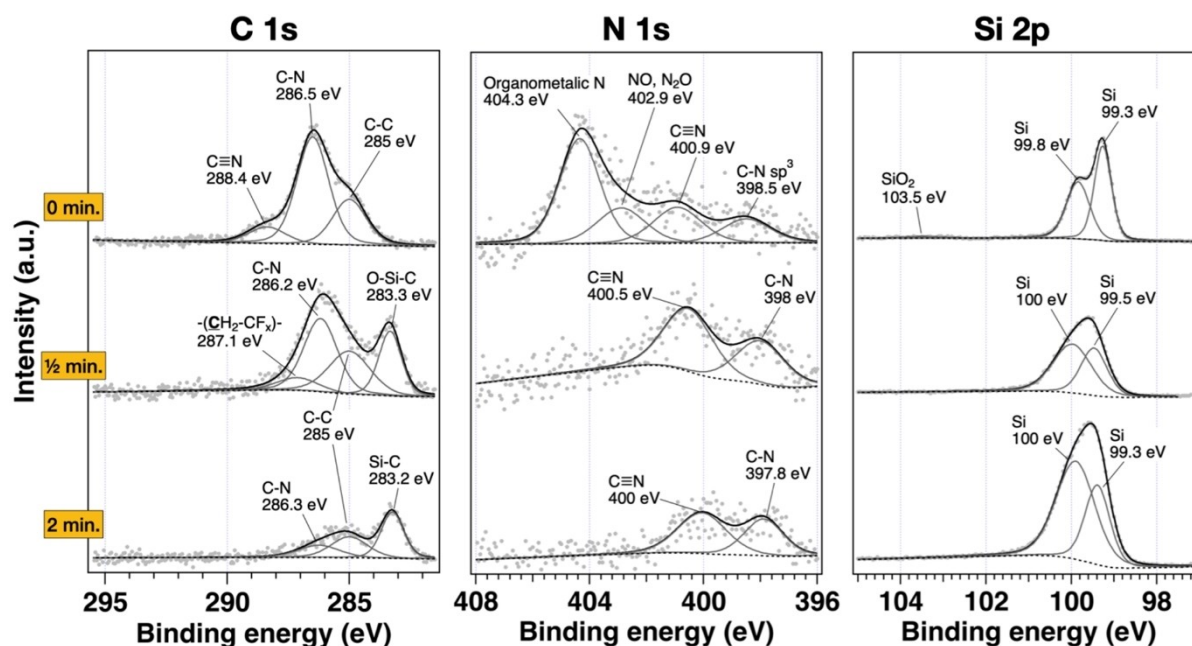 C 1s
N 1s
Si 2p
Intensity (a.u.)
0 min.
C-N
286.5 eV
C-C
285 eV
C≡N
288.4 eV
Organometalic N
404.3 eV
NO, N₂O
402.9 eV
C≡N
400.9 eV
C-N sp³
398.5 eV
Si
99.3 eV
Si
99.8 eV
SiO₂
103.5 eV
½ min.
C-N
286.2 eV
O-Si-C
283.3 eV
-(CH₂-CFₓ)-
287.1 eV
C-C
285 eV
C≡N
400.5 eV
C-N
398 eV
Si
100 eV
Si
99.5 eV
2 min.
C-N
286.3 eV
Si-C
283.2 eV
C≡N
400 eV
C-N
397.8 eV
Si
100 eV
Si
99.3 eV
295 290 285
408 404 400 396
104 102 100 98
Binding energy (eV)
Binding energy (eV)
Binding energy (eV)